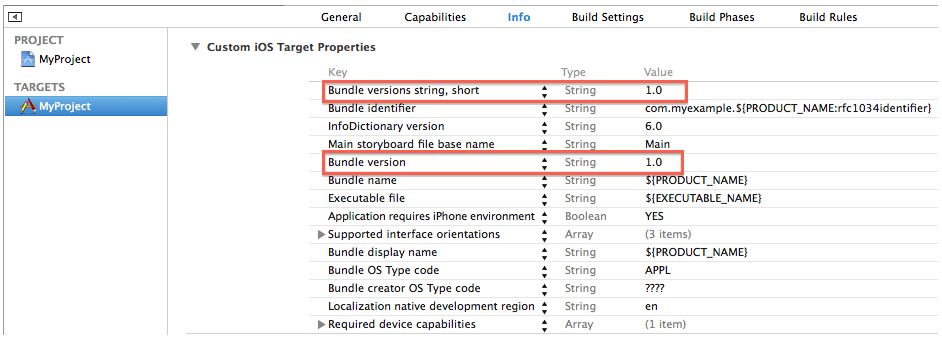 General Capabilities Info Build Settings Build Phases Build Rules
PROJECT
MyProject
TARGETS
MyProject
Custom iOS Target Properties
Key Type Value
Bundle versions string, short String 1.0
Bundle identifier String com.myexample.${PRODUCT_NAME:rfc1034identifier}
InfoDictionary version String 6.0
Main storyboard file base name String Main
Bundle version String 1.0
Bundle name String ${PRODUCT_NAME}
Executable file String ${EXECUTABLE_NAME}
Application requires iPhone environment Boolean YES
Supported interface orientations Array (3 items)
Bundle display name String ${PRODUCT_NAME}
Bundle OS Type code String APPL
Bundle creator OS Type code String ????
Localization native development region String en
Required device capabilities Array (1 item)